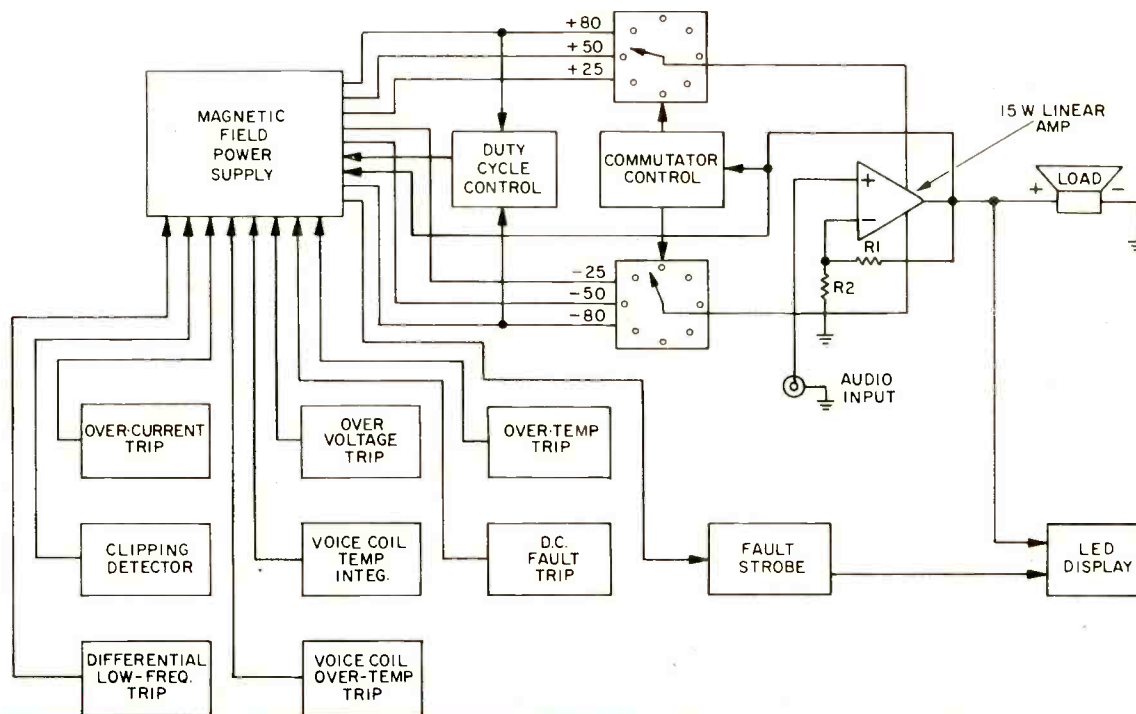 +80
+50
+25
MAGNETIC
FIELD
POWER
SUPPLY
DUTY
CYCLE
CONTROL
COMMUTATOR
CONTROL
15 W LINEAR
AMP
+
−
R1
R2
+
LOAD
−
-25
-50
-80
AUDIO
INPUT
OVER-CURRENT
TRIP
OVER
VOLTAGE
TRIP
OVER-TEMP
TRIP
CLIPPING
DETECTOR
VOICE COIL
TEMP
INTEG.
D.C.
FAULT
TRIP
FAULT
STROBE
LED
DISPLAY
DIFFERENTIAL
LOW-FREQ.
TRIP
VOICE COIL
OVER-TEMP
TRIP